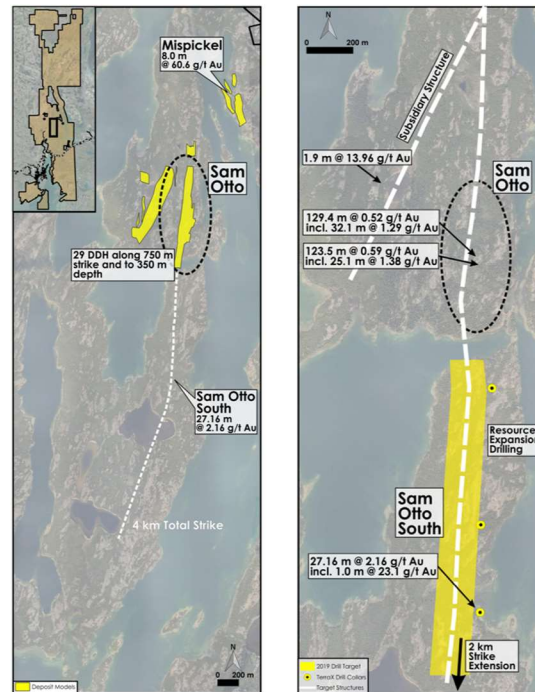 Mispickel
8.0 m
@ 60.6 g/t Au
Sam
Otto
29 DDH along 750 m
strike and to 350 m
depth
Sam Otto
South
27.16 m
@ 2.16 g/t Au
4 km Total Strike
N
200 m
Deposit Models
N
200 m
Subsidiary Structure
1.9 m @ 13.96 g/t Au
Sam
Otto
129.4 m @ 0.52 g/t Au
incl. 32.1 m @ 1.29 g/t Au
123.5 m @ 0.59 g/t Au
incl. 25.1 m @ 1.38 g/t Au
Resource
Expansion
Drilling
Sam
Otto
South
27.16 m @ 2.16 g/t Au
incl. 1.0 m @ 23.1 g/t Au
2 km
Strike
Extension
2019 Drill Target
TerraX Drill Collars
Target Structures